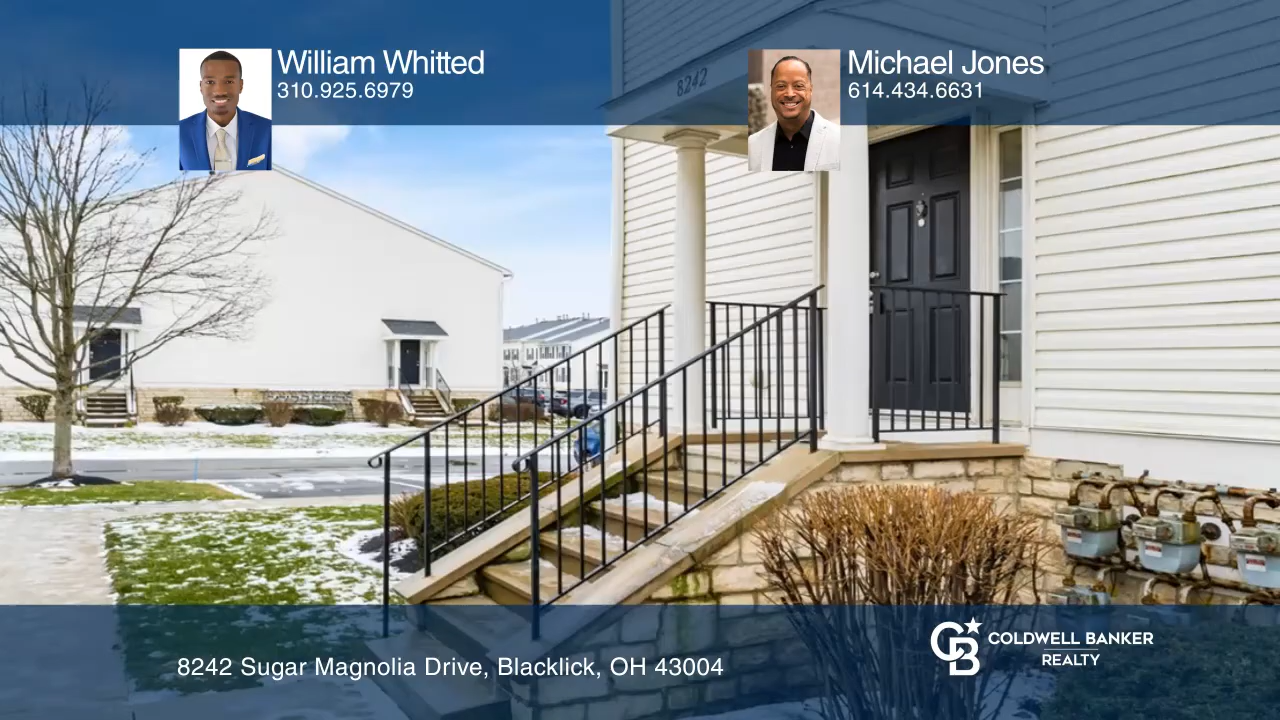 William Whitted
310.925.6979
Michael Jones
614.434.6631
8242
8242 Sugar Magnolia Drive, Blacklick, OH 43004
CB
COLDWELL BANKER
REALTY